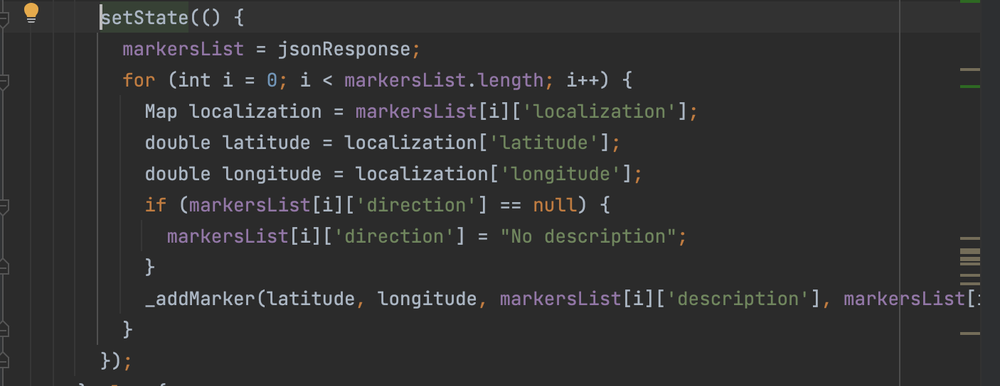 setState(() {
markersList = jsonResponse;
for (int i = 0; i < markersList.length; i++) {
Map localization = markersList[i]['localization'];
double latitude = localization['latitude'];
double longitude = localization['longitude'];
if (markersList[i]['direction'] == null) {
markersList[i]['direction'] = "No description";
}
_addMarker(latitude, longitude, markersList[i]['description'], markersList[i
}
});